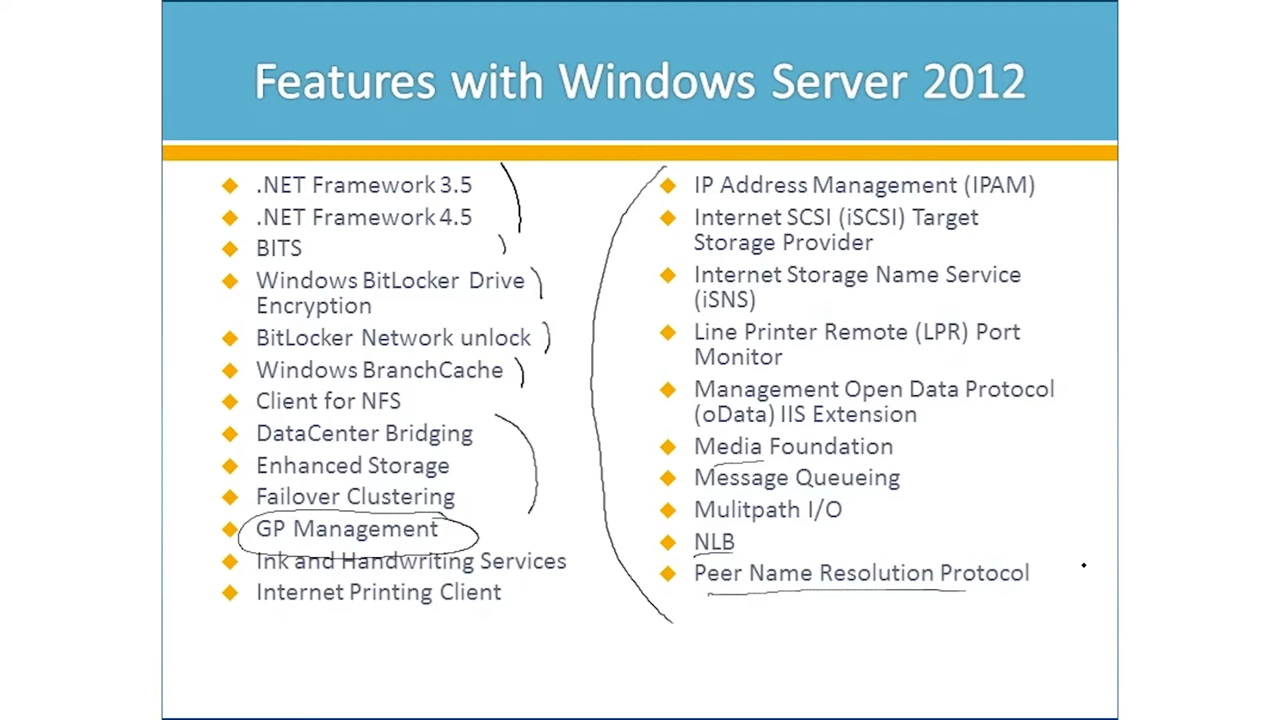 Features with Windows Server 2012
.NET Framework 3.5
.NET Framework 4.5
BITS
Windows BitLocker Drive
Encryption
BitLocker Network unlock
Windows BranchCache
Client for NFS
DataCenter Bridging
Enhanced Storage
Failover Clustering
GP Management
Ink and Handwriting Services
Internet Printing Client
IP Address Management (IPAM)
Internet SCSI (iSCSI) Target
Storage Provider
Internet Storage Name Service
(iSNS)
Line Printer Remote (LPR) Port
Monitor
Management Open Data Protocol
(oData) IIS Extension
Media Foundation
Message Queueing
Mulitpath I/O
NLB
Peer Name Resolution Protocol